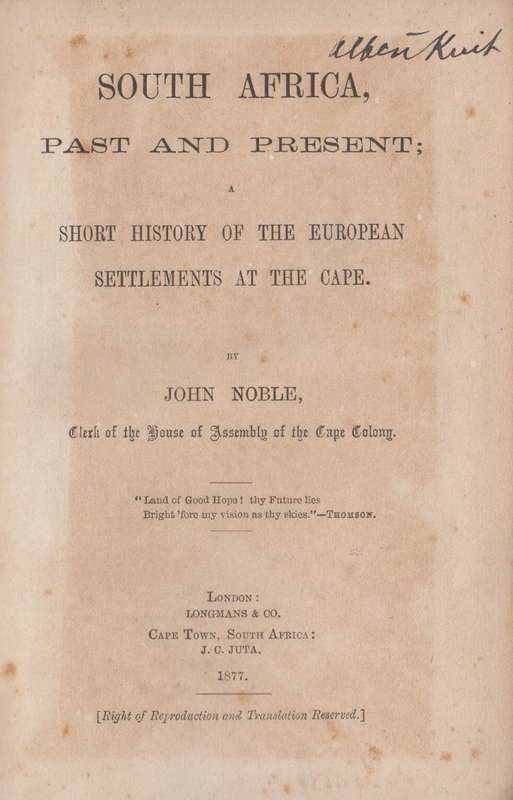 Albert Kuit
SOUTH AFRICA,
PAST AND PRESENT;
A
SHORT HISTORY OF THE EUROPEAN
SETTLEMENTS AT THE CAPE.
BY
JOHN NOBLE,
Clerk of the House of Assembly of the Cape Colony.
"Land of Good Hope! thy Future lies
Bright 'fore my vision as thy skies."—THOMSON.
LONDON:
LONGMANS & CO.
CAPE TOWN, SOUTH AFRICA:
J. C. JUTA.
1877.
[Right of Reproduction and Translation Reserved.]